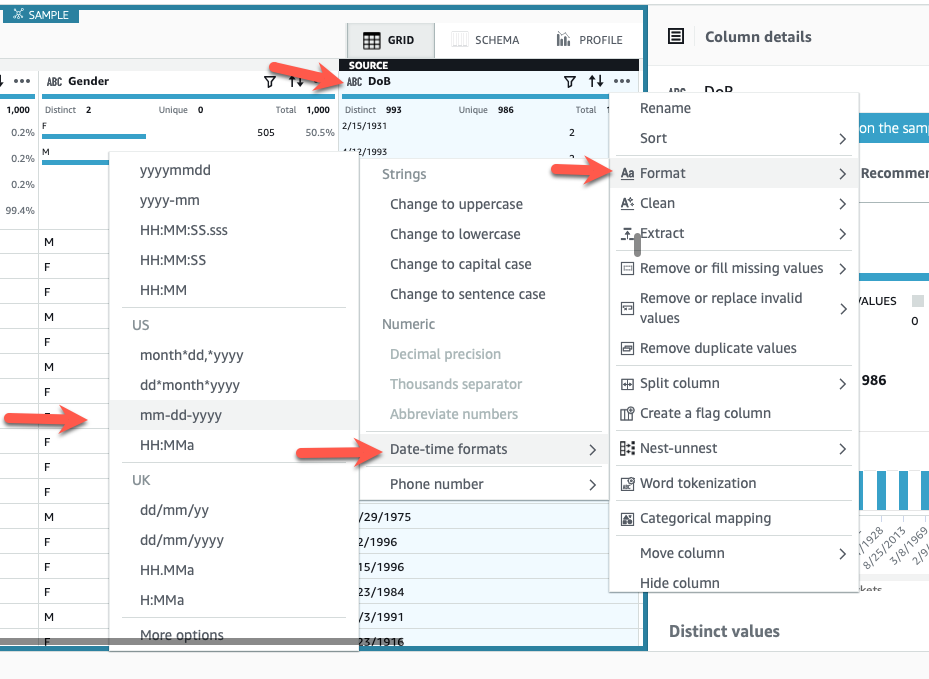 SAMPLE
GRID
SCHEMA
PROFILE
Column details
SOURCE
ABC Gender
ABC DoB
ABC DoB
1,000
Distinct 2 Unique 0 Total 1,000
Distinct 993 Unique 986 Total
0.2%
F
505 50.5%
2/15/1931
2
on the samp
0.2%
M
4/12/1993
2
0.2%
99.4%
M
F
F
M
F
M
F
F
F
F
M
F
F
F
M
F
yyyymmdd
yyyy-mm
HH:MM:SS.sss
HH:MM:SS
HH:MM
US
month*dd,*yyyy
dd*month*yyyy
mm-dd-yyyy
HH:MMa
UK
dd/mm/yy
dd/mm/yyyy
HH.MMa
H:MMa
More options
Strings
Change to uppercase
Change to lowercase
Change to capital case
Change to sentence case
Numeric
Decimal precision
Thousands separator
Abbreviate numbers
Date-time formats
Phone number
/29/1975
2/1996
15/1996
23/1984
/3/1991
23/1916
Rename
Sort
Format
Clean
Extract
Remove or fill missing values
Remove or replace invalid
values
Remove duplicate values
Split column
Create a flag column
Nest-unnest
Word tokenization
Categorical mapping
Move column
Hide column
Recommen
VALUES
0
986
/1928
8/25/2013
3/8/1969
2/9/
kets
Distinct values